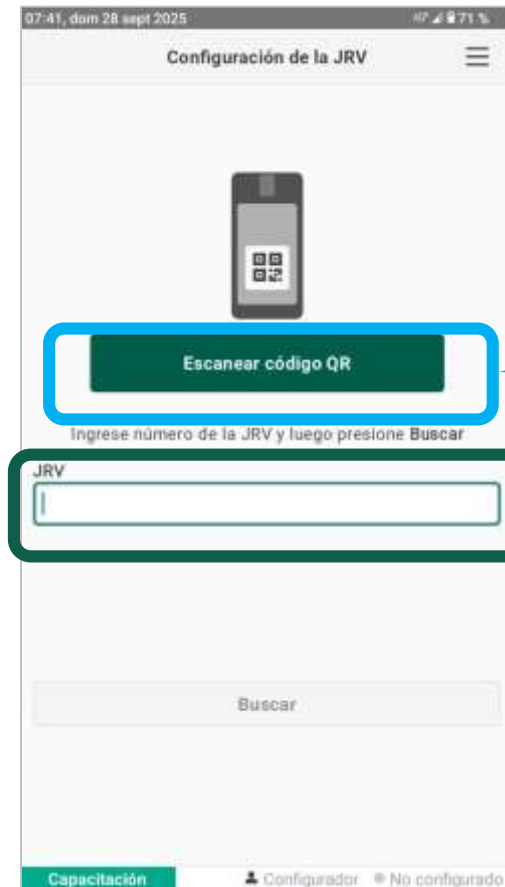 07:41, dom 28 sept 2025 71 %
Configuración de la JRV
Escanear código QR
Ingrese número de la JRV y luego presione Buscar
JRV
Buscar
Capacitación Configurador No configurado